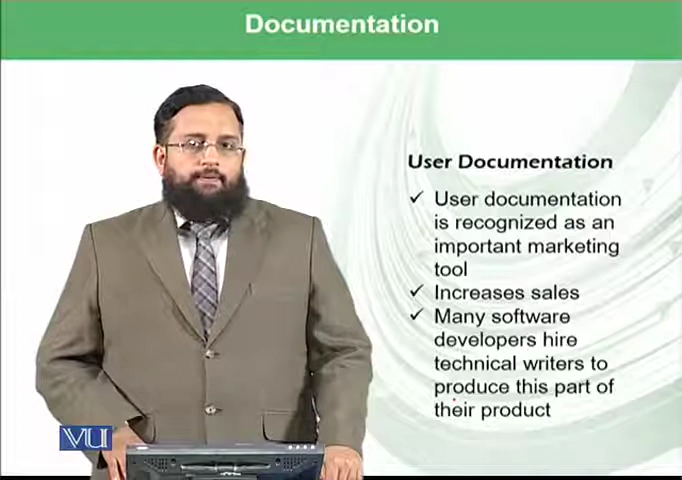 Documentation
User Documentation
✓ User documentation
is recognized as an
important marketing
tool
✓ Increases sales
✓ Many software
developers hire
technical writers to
produce this part of
their product
VU